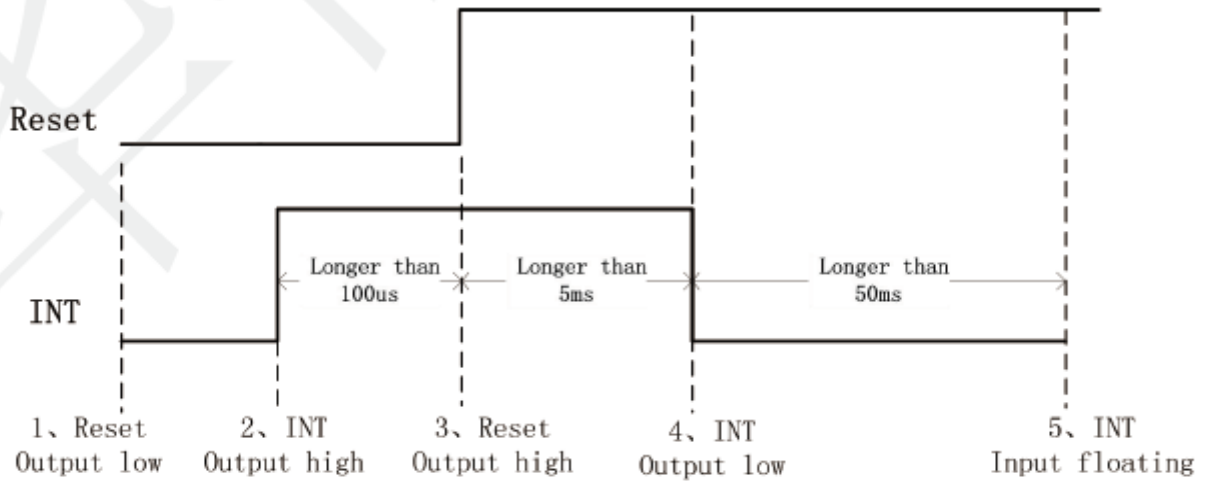 Reset
Longer than
100us
Longer than
5ms
Longer than
50ms
INT
1、Reset
Output low
2、INT
Output high
3、Reset
Output high
4、INT
Output low
5、INT
Input floating